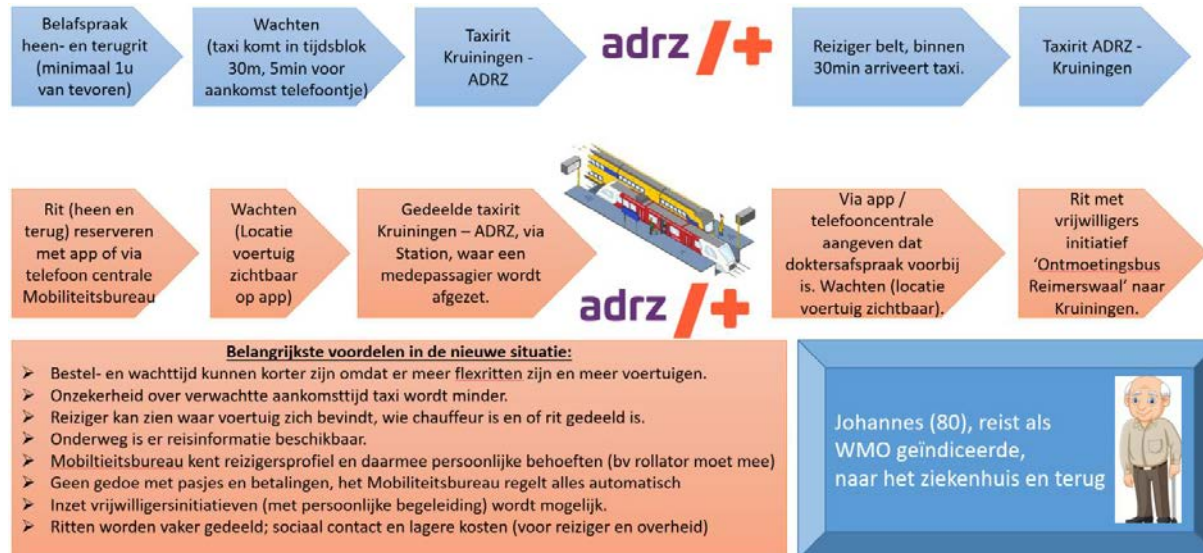 Belafspraak
heen- en terugrit
(minimaal 1u
van tevoren)
Wachten
(taxi komt in tijdsblok
30m, 5min voor
aankomst telefoontje)
Taxirit
Kruiningen -
ADRZ
adrz
Reiziger belt, binnen
30min arriveert taxi.
Taxirit ADRZ -
Kruiningen
Rit (heen en
terug) reserveren
met app of via
telefoon centrale
Mobiliteitsbureau
Wachten
(Locatie
voertuig
zichtbaar
op app)
Gedeelde taxirit
Kruiningen – ADRZ, via
Station, waar een
medepassagier wordt
afgezet.
adrz
Via app /
telefooncentrale
aangeven dat
doktersafspraak voorbij
is. Wachten (locatie
voertuig zichtbaar).
Rit met
vrijwilligers
initiatief
‘Ontmoetingsbus
Reimerswaal’ naar
Kruiningen.
Belangrijkste voordelen in de nieuwe situatie:
➢ Bestel- en wachttijd kunnen korter zijn omdat er meer flexritten zijn en meer voertuigen.
➢ Onzekerheid over verwachtte aankomsttijd taxi wordt minder.
➢ Reiziger kan zien waar voertuig zich bevindt, wie chauffeur is en of rit gedeeld is.
➢ Onderweg is er reisinformatie beschikbaar.
➢ Mobiltieitsbureau kent reizigersprofiel en daarmee persoonlijke behoeften (bv rollator moet mee)
➢ Geen gedoe met pasjes en betalingen, het Mobiliteitsbureau regelt alles automatisch
➢ Inzet vrijwilligersinitiatieven (met persoonlijke begeleiding) wordt mogelijk.
➢ Ritten worden vaker gedeeld; sociaal contact en lagere kosten (voor reiziger en overheid)
Johannes (80), reist als
WMO geïndiceerde,
naar het ziekenhuis en terug